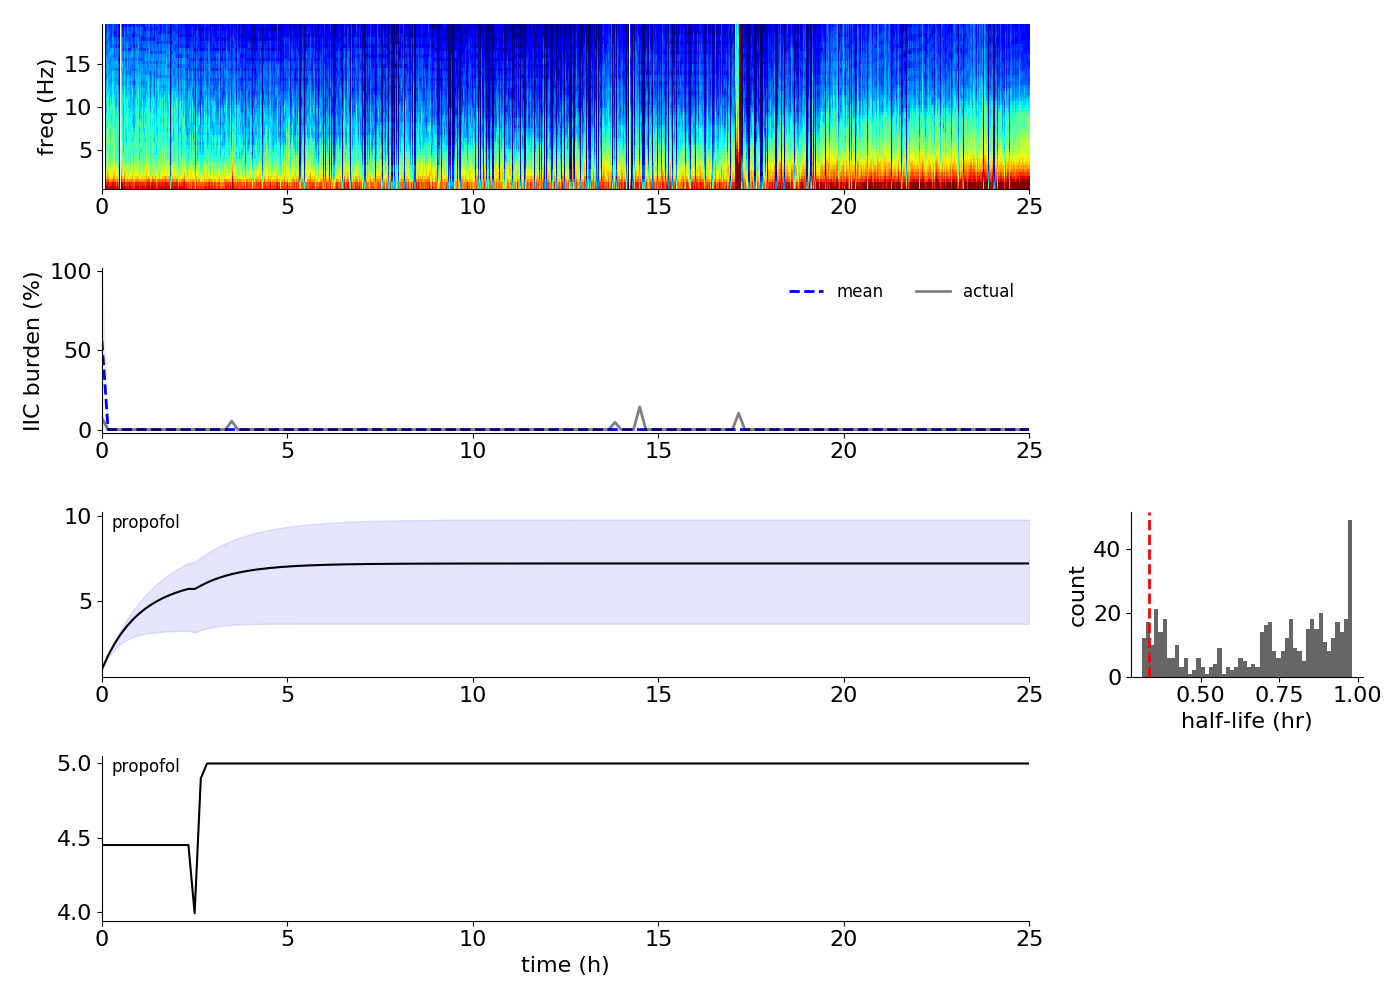 freq (Hz)
15
10
5
0 5 10 15 20 25
IIC burden (%)
100
50
0
mean actual
0 5 10 15 20 25
propofol
10
5
0 5 10 15 20 25
count
40
20
0
0.50 0.75 1.00
half-life (hr)
propofol
5.0
4.5
4.0
0 5 10 15 20 25
time (h)